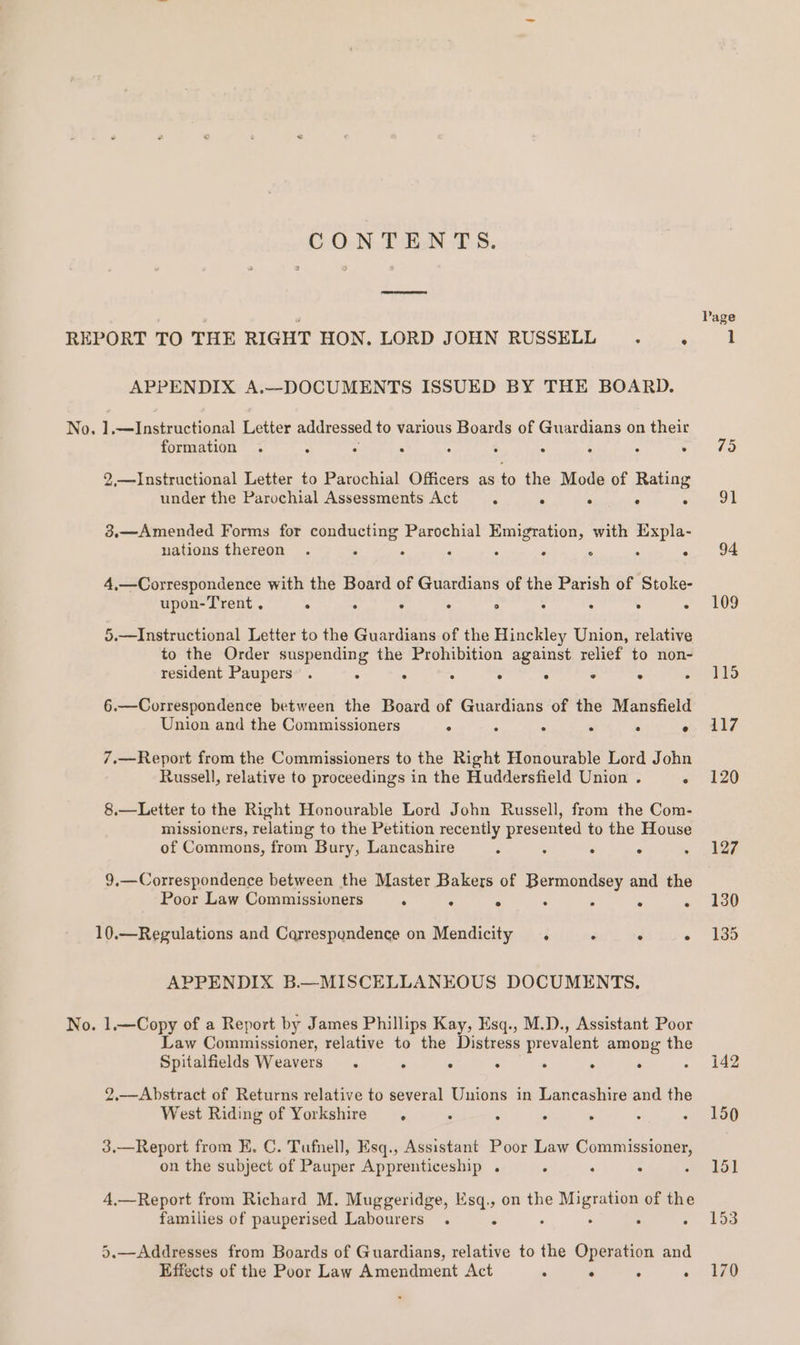 CONTENTS.
Page
REPORT TO THE RIGHT HON. LORD JOHN RUSSELL . . 1
APPENDIX A.—DOCUMENTS ISSUED BY THE BOARD.
No. 1.—Instructional Letter addressed to various Boards of Guardians on their
formation . . . . . . . . . . 75
2.—Instructional Letter to Parochial Officers as to the Mode of Rating
under the Parochial Assessments Act . . . . . 91
3.—Amended Forms for conducting Parochial Emigration, with Expla-
nations thereon . . . . . . . . . 94
4.—Correspondence with the Board of Guardians of the Parish of Stoke-
upon-Trent . . . . . . . . . . 109
5.—Instructional Letter to the Guardians of the Hinckley Union, relative
to the Order suspending the Prohibition against relief to non-
resident Paupers . . . . . . . . . 115
6.—Correspondence between the Board of Guardians of the Mansfield
Union and the Commissioners . . . . . . 117
7.—Report from the Commissioners to the Right Honourable Lord John
Russell, relative to proceedings in the Huddersfield Union . . 120
8.—Letter to the Right Honourable Lord John Russell, from the Com-
missioners, relating to the Petition recently presented to the House
of Commons, from Bury, Lancashire . . . . . 127
9.—Correspondence between the Master Bakers of Bermondsey and the
Poor Law Commissioners . . . . . . . 130
10.—Regulations and Correspondence on Mendicity . . . . 135
APPENDIX B.—MISCELLANEOUS DOCUMENTS.
No. 1.—Copy of a Report by James Phillips Kay, Esq., M.D., Assistant Poor
Law Commissioner, relative to the Distress prevalent among the
Spitalfields Weavers . . . . . . . . 142
2.—Abstract of Returns relative to several Unions in Lancashire and the
West Riding of Yorkshire . . . . . . . 150
3.—Report from E. C. Tufnell, Esq., Assistant Poor Law Commissioner,
on the subject of Pauper Apprenticeship . . . . . 151
4.—Report from Richard M. Muggeridge, Esq., on the Migration of the
families of pauperised Labourers . . . . . . 153
5.—Addresses from Boards of Guardians, relative to the Operation and
Effects of the Poor Law Amendment Act . . . . 170